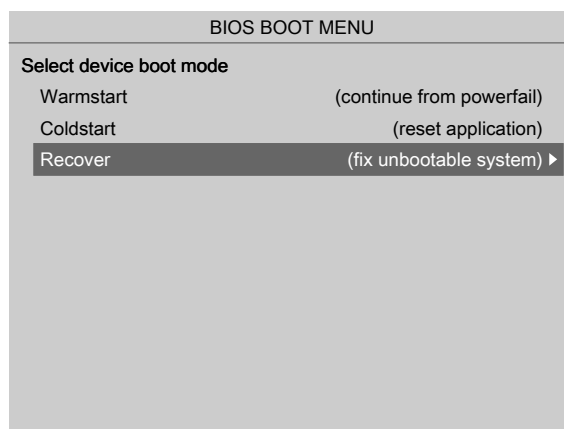 BIOS BOOT MENU
Select device boot mode
Warmstart (continue from powerfail)
Coldstart (reset application)
Recover (fix unbootable system)